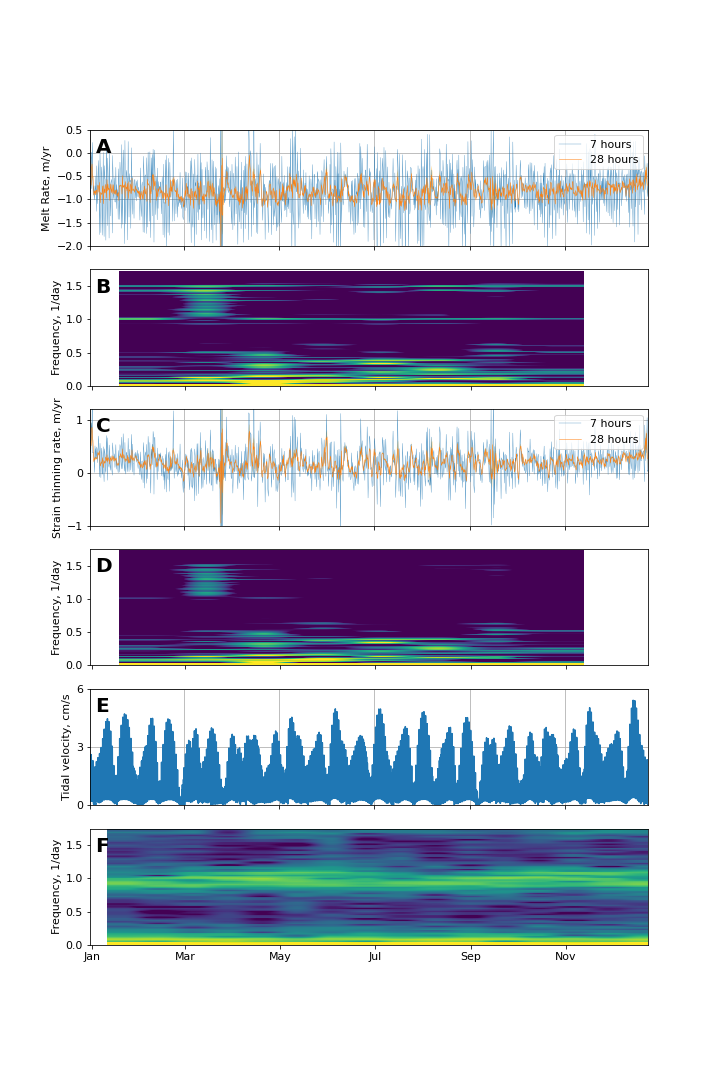 A
Melt Rate, m/yr
0.5
0.0
−0.5
−1.0
−1.5
−2.0
7 hours
28 hours
B
Frequency, 1/day
1.5
1.0
0.5
0.0
C
Strain thinning rate, m/yr
1
0
−1
7 hours
28 hours
D
Frequency, 1/day
1.5
1.0
0.5
0.0
E
Tidal velocity, cm/s
6
3
0
F
Frequency, 1/day
1.5
1.0
0.5
0.0
Jan Mar May Jul Sep Nov